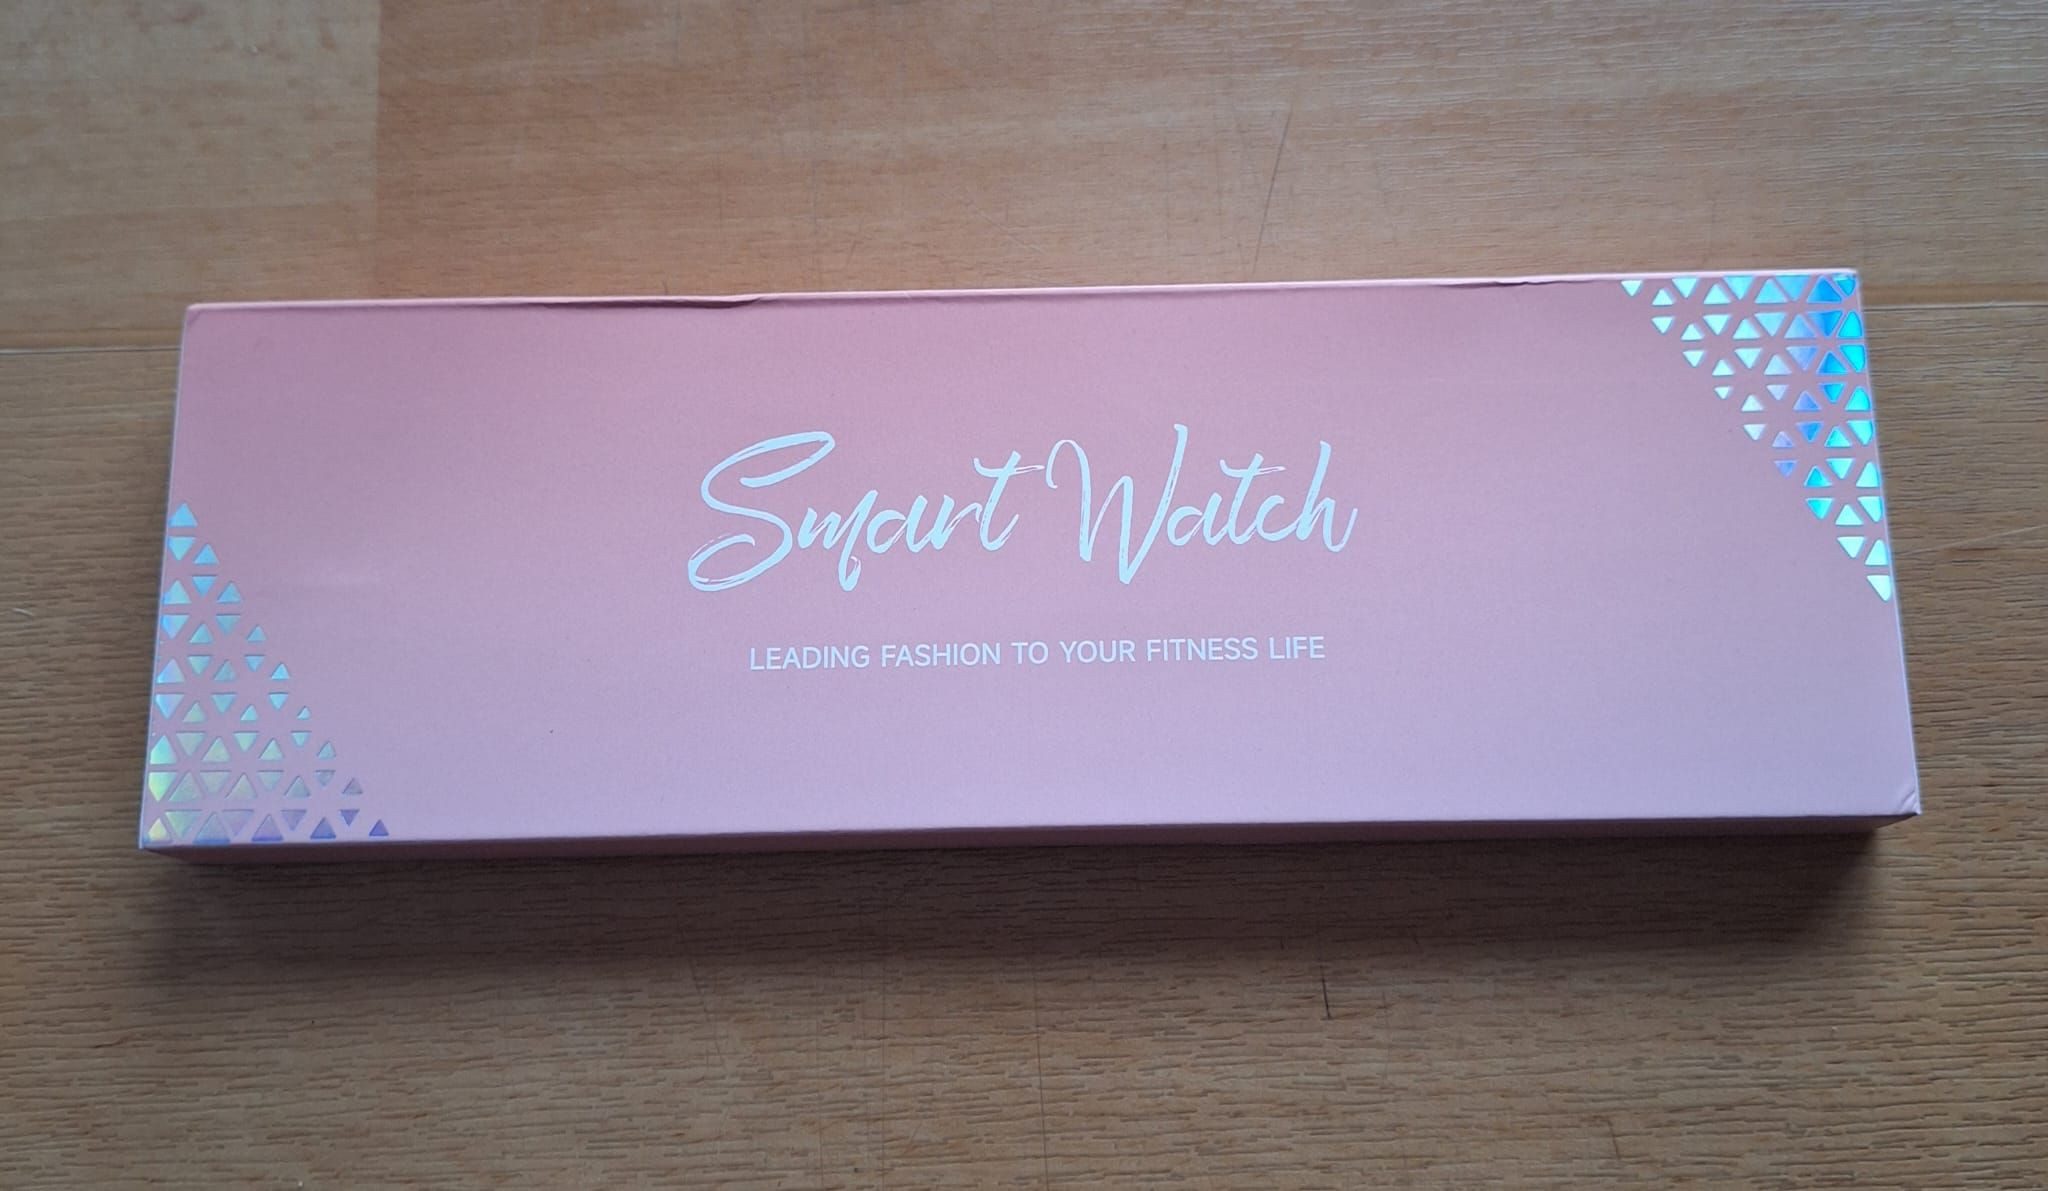 Smart Watch
LEADING FASHION TO YOUR FITNESS LIFE